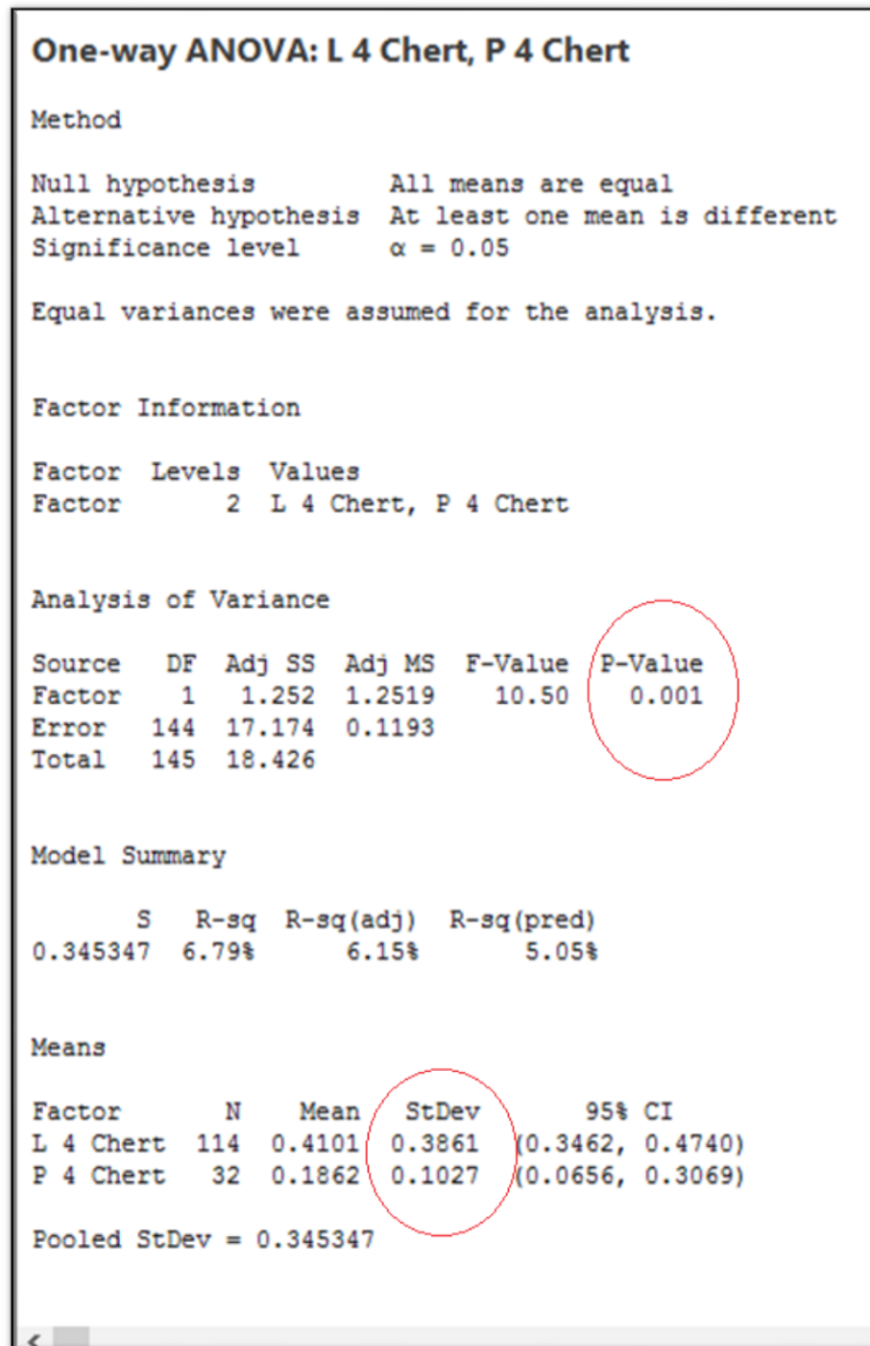 One-way ANOVA: L 4 Chert, P 4 Chert
Method
Null hypothesis All means are equal
Alternative hypothesis At least one mean is different
Significance level α = 0.05
Equal variances were assumed for the analysis.
Factor Information
Factor Levels Values
Factor 2 L 4 Chert, P 4 Chert
Analysis of Variance
Source DF Adj SS Adj MS F-Value P-Value
Factor 1 1.252 1.2519 10.50 0.001
Error 144 17.174 0.1193
Total 145 18.426
Model Summary
S R-sq R-sq(adj) R-sq(pred)
0.345347 6.79% 6.15% 5.05%
Means
Factor N Mean StDev 95% CI
L 4 Chert 114 0.4101 0.3861 (0.3462, 0.4740)
P 4 Chert 32 0.1862 0.1027 (0.0656, 0.3069)
Pooled StDev = 0.345347